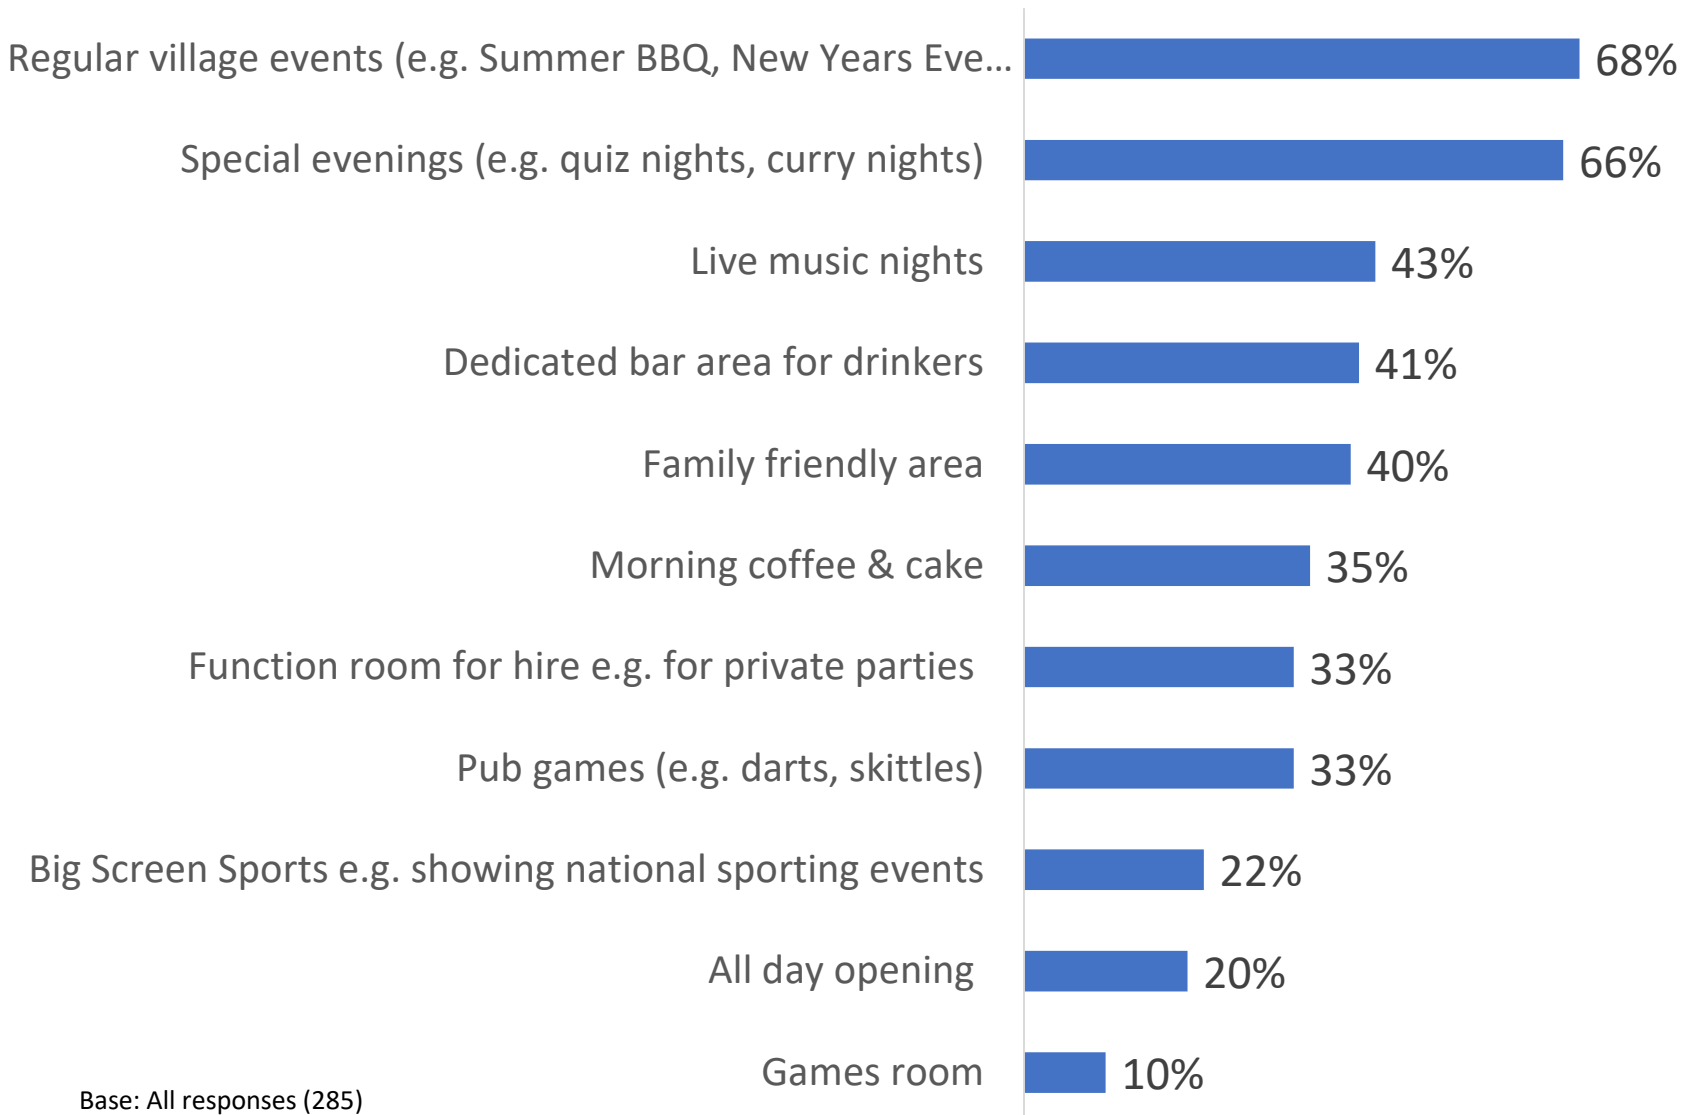 Regular village events (e.g. Summer BBQ, New Years Eve... 68%
Special evenings (e.g. quiz nights, curry nights) 66%
Live music nights 43%
Dedicated bar area for drinkers 41%
Family friendly area 40%
Morning coffee & cake 35%
Function room for hire e.g. for private parties 33%
Pub games (e.g. darts, skittles) 33%
Big Screen Sports e.g. showing national sporting events 22%
All day opening 20%
Games room 10%
Base: All responses (285)